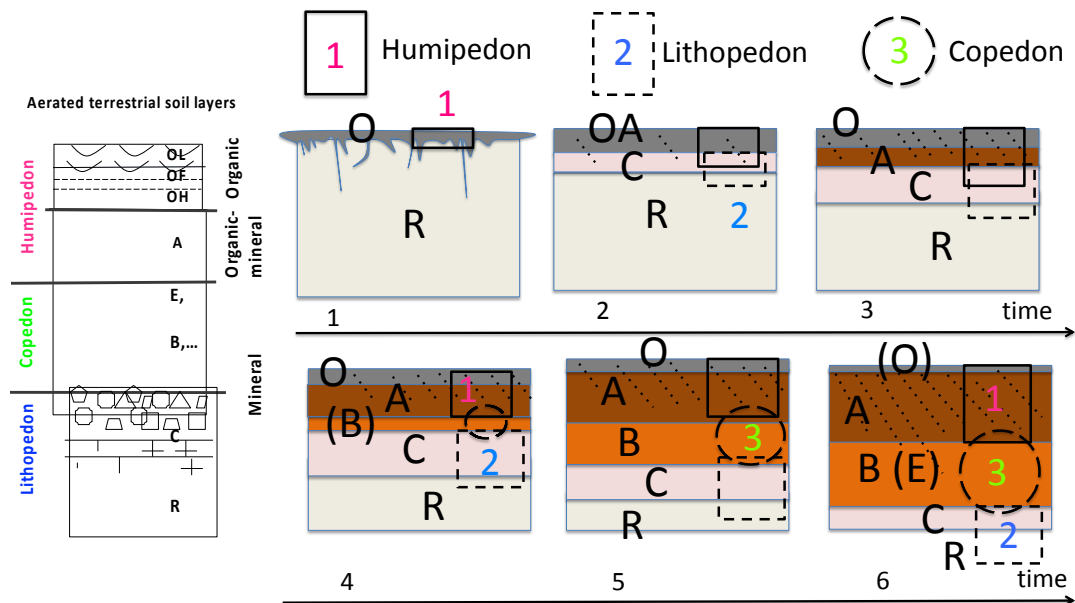 1 Humipedon
2 Lithopedon
3 Copedon
Aerated terrestrial soil layers
OL
OF
OH
A
E,
B,...
C
R
Humipedon
Copedon
Lithopedon
Organic
Organic-
mineral
Mineral
1
O
R
1
OA
C
R
2
2
O
A
C
R
3
time
O
A
1
(B)
C
2
R
4
O
A
B
3
C
R
5
(O)
A
1
B (E)
3
C
2
R
6
time